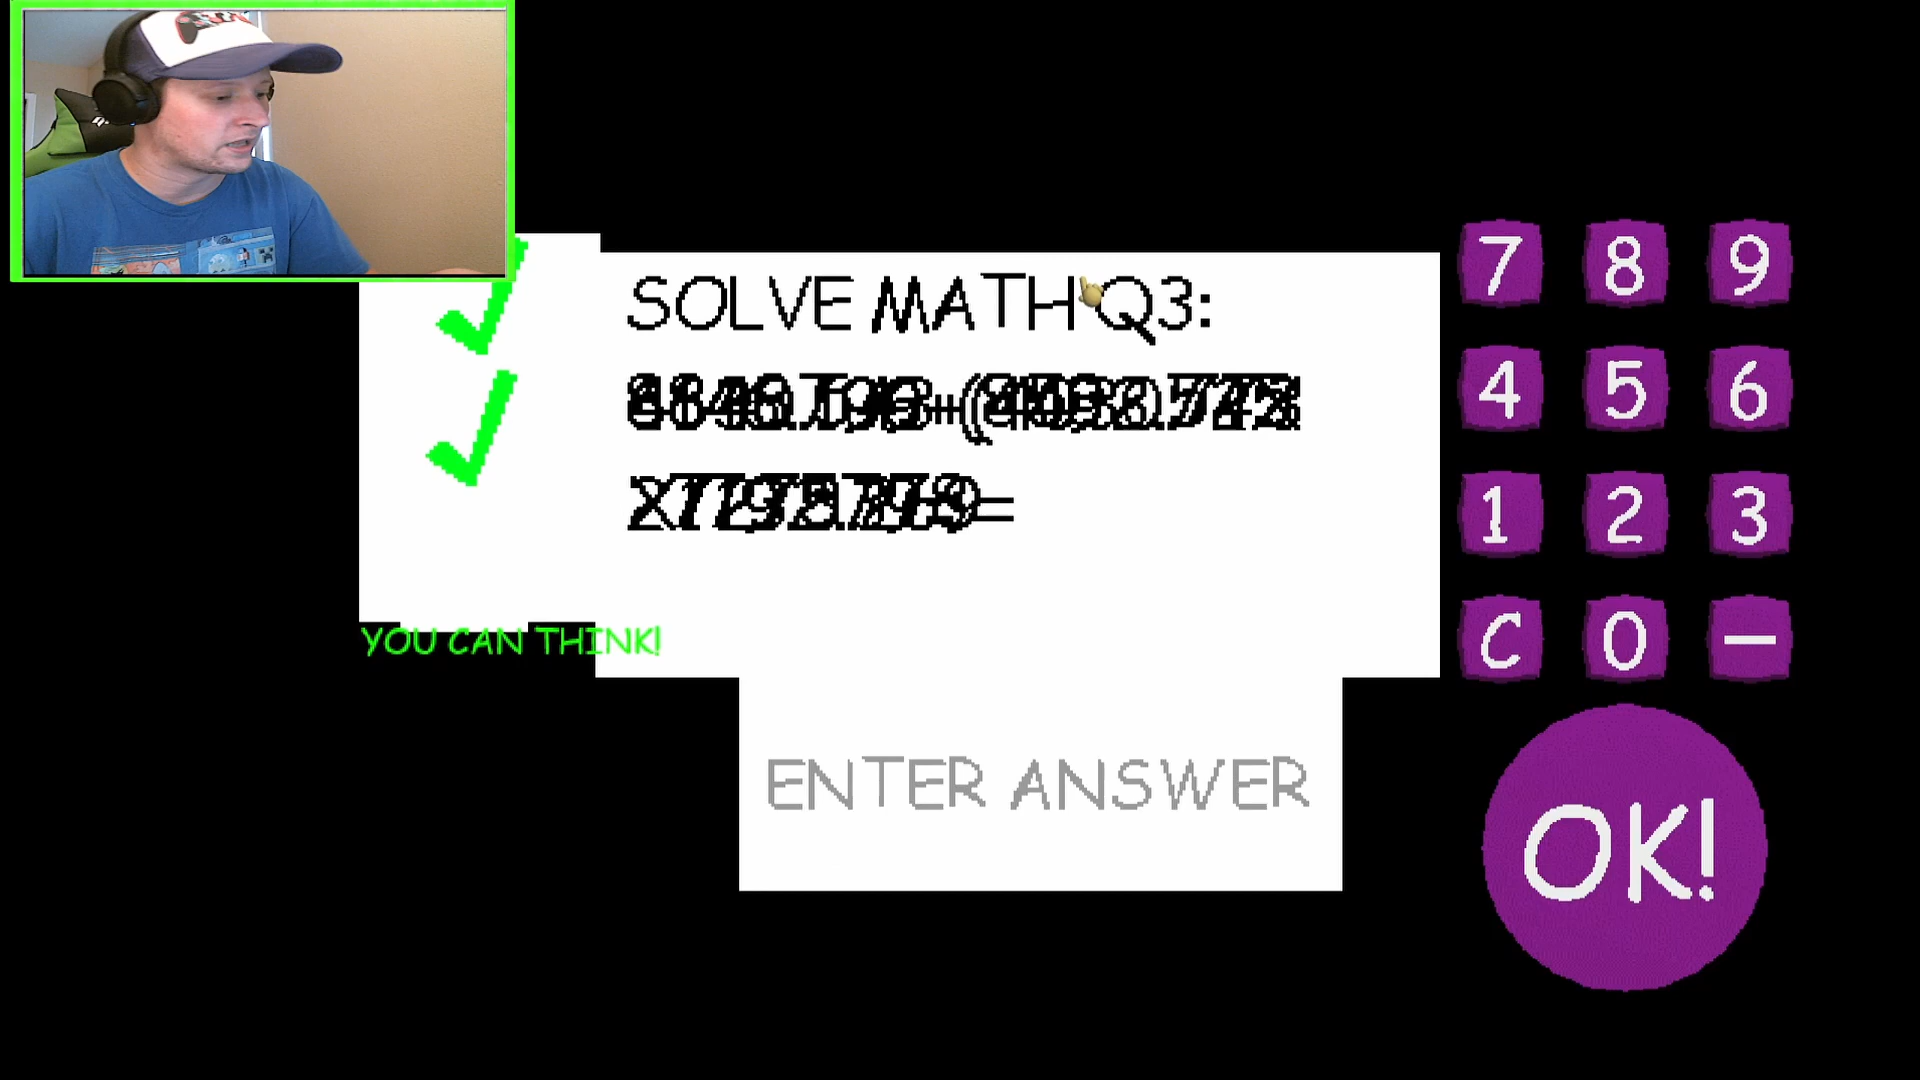 SOLVE MATH Q3:
YOU CAN THINK!
ENTER ANSWER
7 8 9
4 5 6
1 2 3
C 0 −
OK!